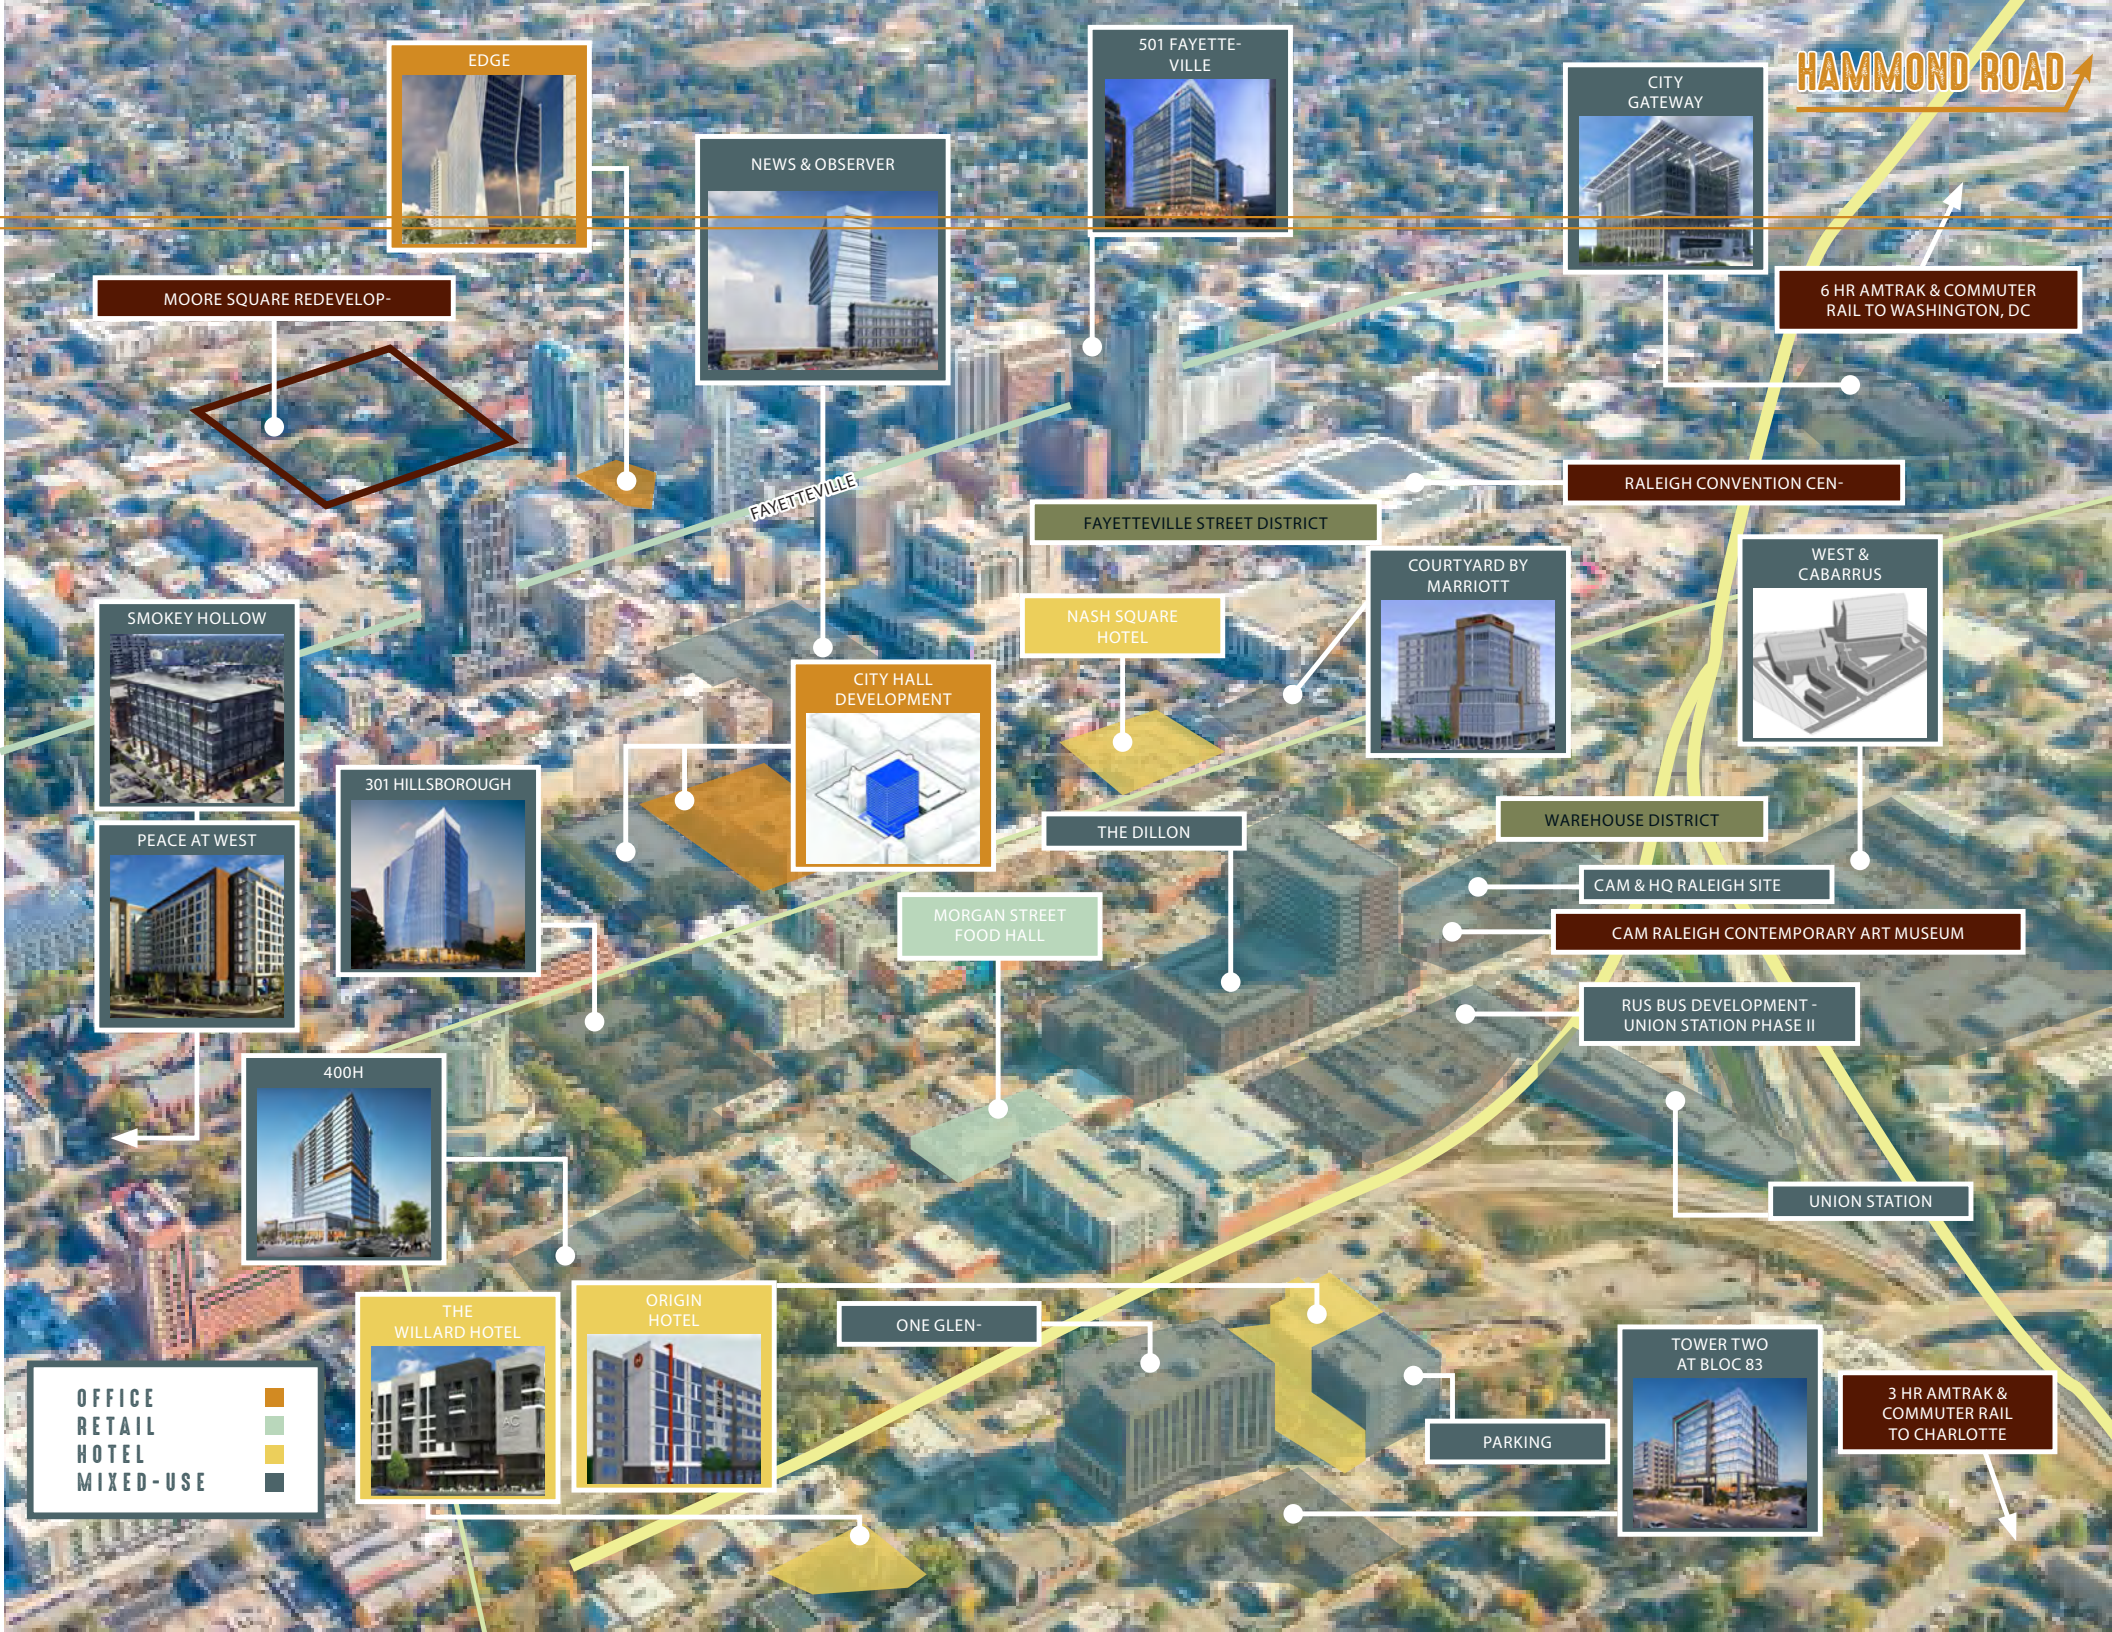 EDGE
501 FAYETTE-
VILLE
CITY
GATEWAY
HAMMOND ROAD
NEWS & OBSERVER
MOORE SQUARE REDEVELOP-
6 HR AMTRAK & COMMUTER
RAIL TO WASHINGTON, DC
FAYETTEVILLE
RALEIGH CONVENTION CEN-
FAYETTEVILLE STREET DISTRICT
COURTYARD BY
MARRIOTT
WEST &
CABARRUS
SMOKEY HOLLOW
NASH SQUARE
HOTEL
CITY HALL
DEVELOPMENT
301 HILLSBOROUGH
PEACE AT WEST
THE DILLON
WAREHOUSE DISTRICT
CAM & HQ RALEIGH SITE
MORGAN STREET
FOOD HALL
CAM RALEIGH CONTEMPORARY ART MUSEUM
RUS BUS DEVELOPMENT -
UNION STATION PHASE II
400H
UNION STATION
THE
WILLARD HOTEL
AC
ORIGIN
HOTEL
ONE GLEN-
TOWER TWO
AT BLOC 83
PARKING
3 HR AMTRAK &
COMMUTER RAIL
TO CHARLOTTE
OFFICE
RETAIL
HOTEL
MIXED-USE